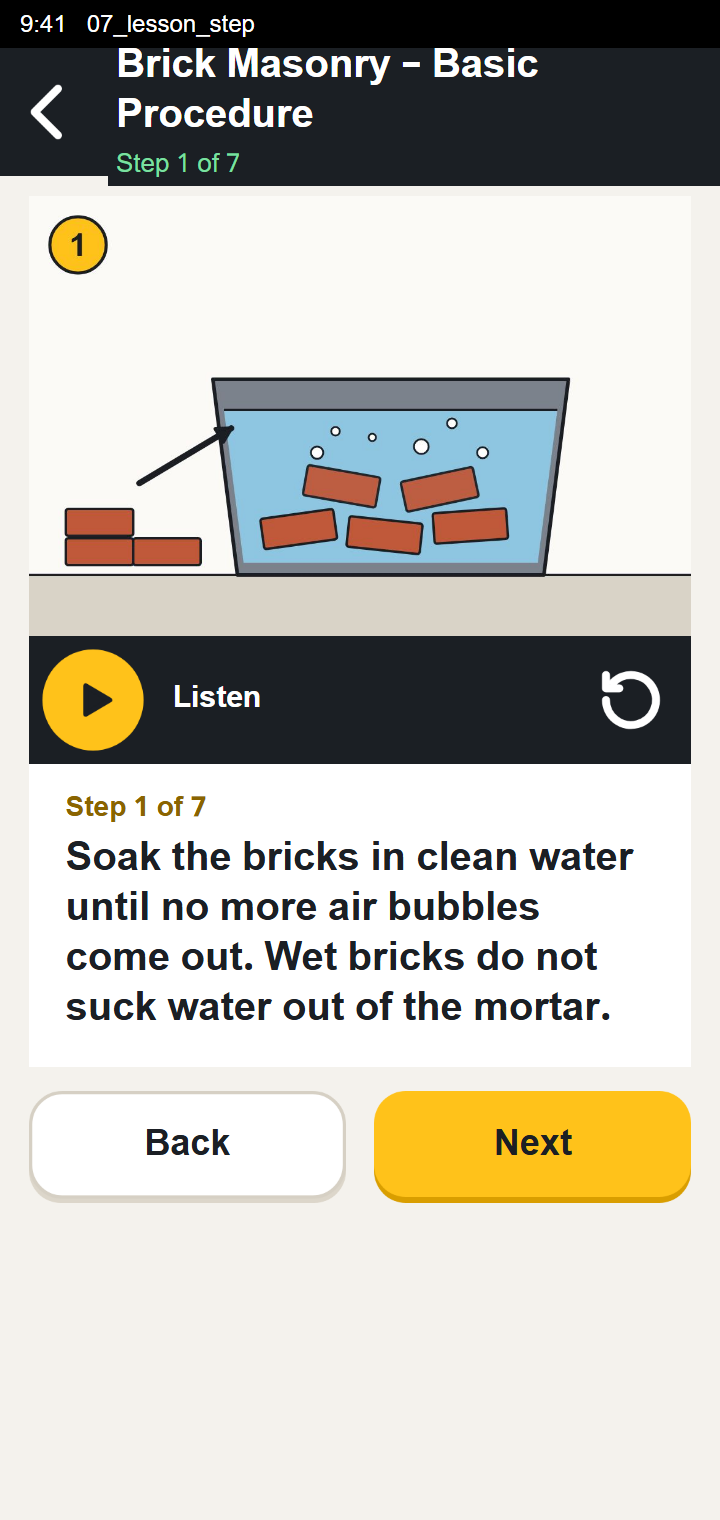 9:41 07_lesson_step
Brick Masonry – Basic
Procedure
Step 1 of 7
1
Listen
Step 1 of 7
Soak the bricks in clean water
until no more air bubbles
come out. Wet bricks do not
suck water out of the mortar.
Back
Next